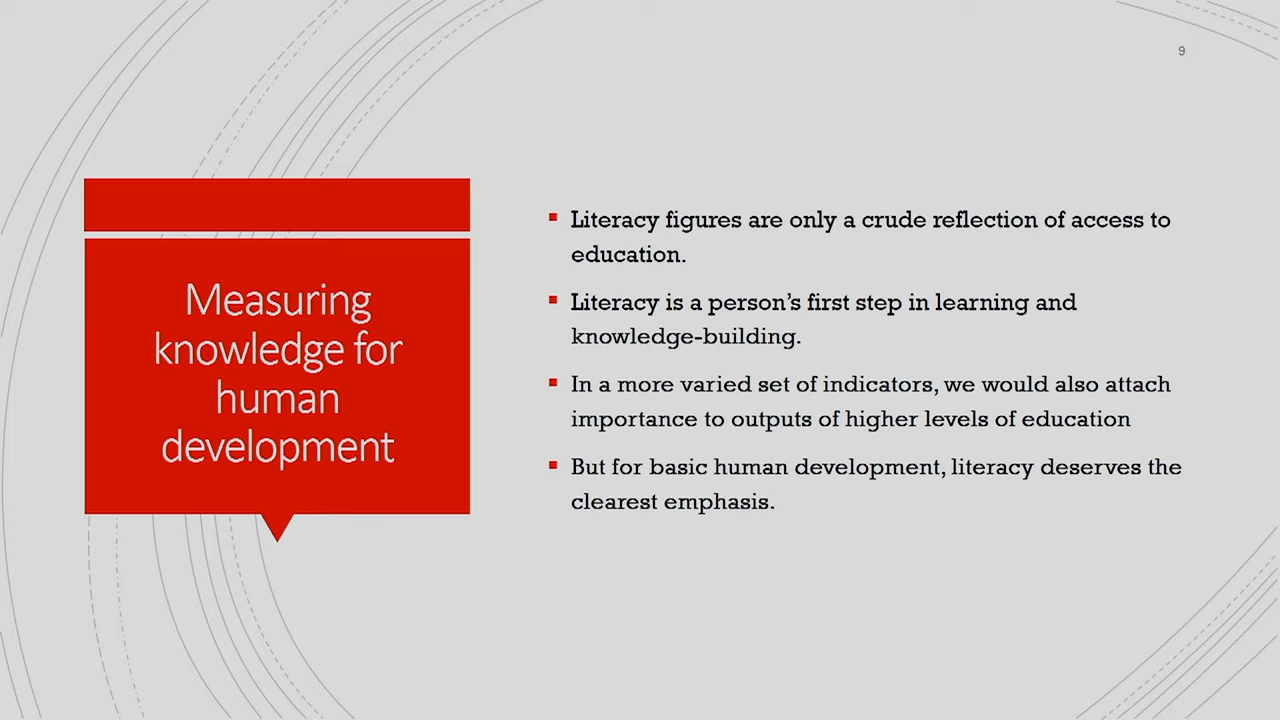 9
Measuring
knowledge for
human
development
Literacy figures are only a crude reflection of access to
education.
Literacy is a person’s first step in learning and
knowledge-building.
In a more varied set of indicators, we would also attach
importance to outputs of higher levels of education
But for basic human development, literacy deserves the
clearest emphasis.